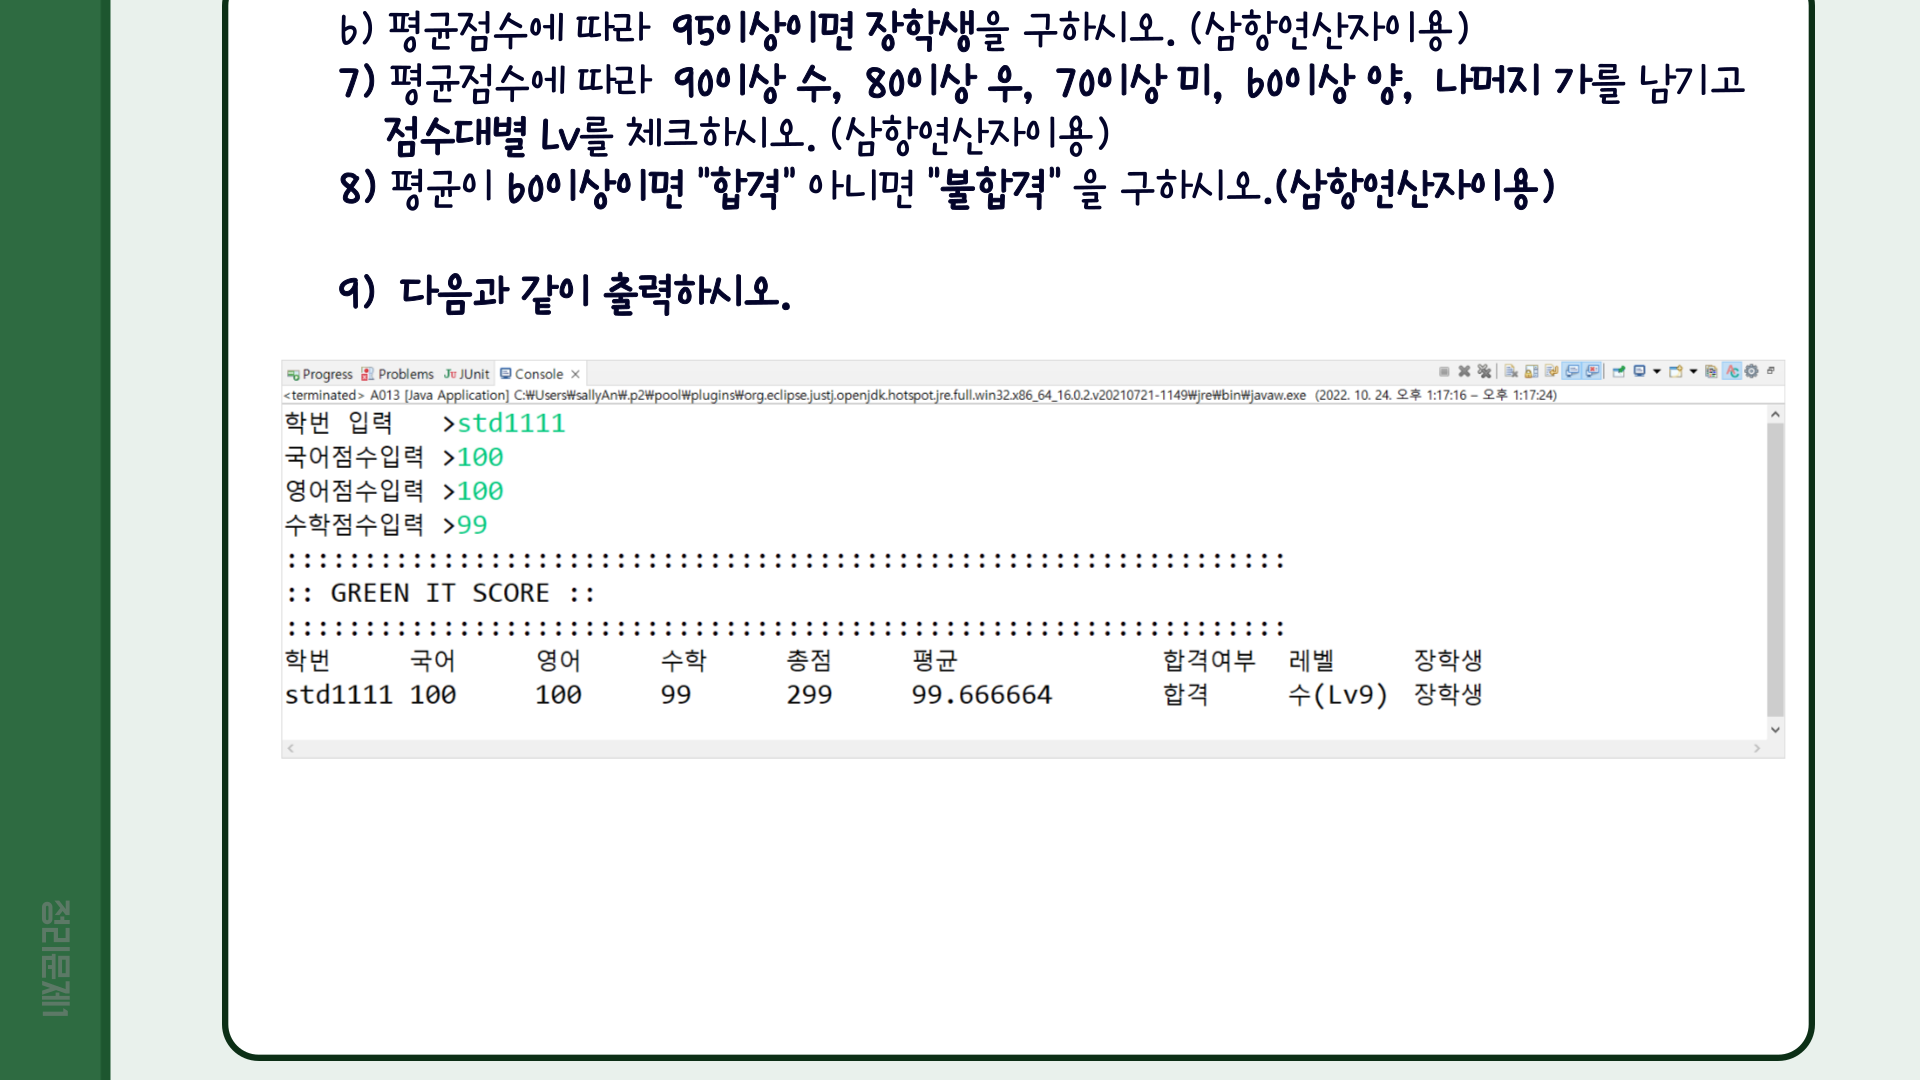 6) 평균점수에 따라 95이상이면 장학생을 구하시오. (삼항연산자이용)
7) 평균점수에 따라 90이상 수, 80이상 우, 70이상 미, 60이상 양, 나머지 가를 남기고
점수대별 Lv를 체크하시오. (삼항연산자이용)
8) 평균이 60이상이면 "합격" 아니면 "불합격" 을 구하시오.(삼항연산자이용)
9) 다음과 같이 출력하시오.
Progress Problems JUnit Console
<terminated> A013 [Java Application] C:₩Users₩sallyAn₩.p2₩pool₩plugins₩org.eclipse.justj.openjdk.hotspot.jre.full.win32.x86_64_16.0.2.v20210721-1149₩jre₩bin₩javaw.exe (2022. 10. 24. 오후 1:17:16 – 오후 1:17:24)
학번 입력 >std1111
국어점수입력 >100
영어점수입력 >100
수학점수입력 >99
::::::::::::::::::::::::::::::::::::::::::::::::::::::::::::::::
:: GREEN IT SCORE ::
::::::::::::::::::::::::::::::::::::::::::::::::::::::::::::::::
학번 국어 영어 수학 총점 평균 합격여부 레벨 장학생
std1111 100 100 99 299 99.666664 합격 수(Lv9) 장학생
정리문제1